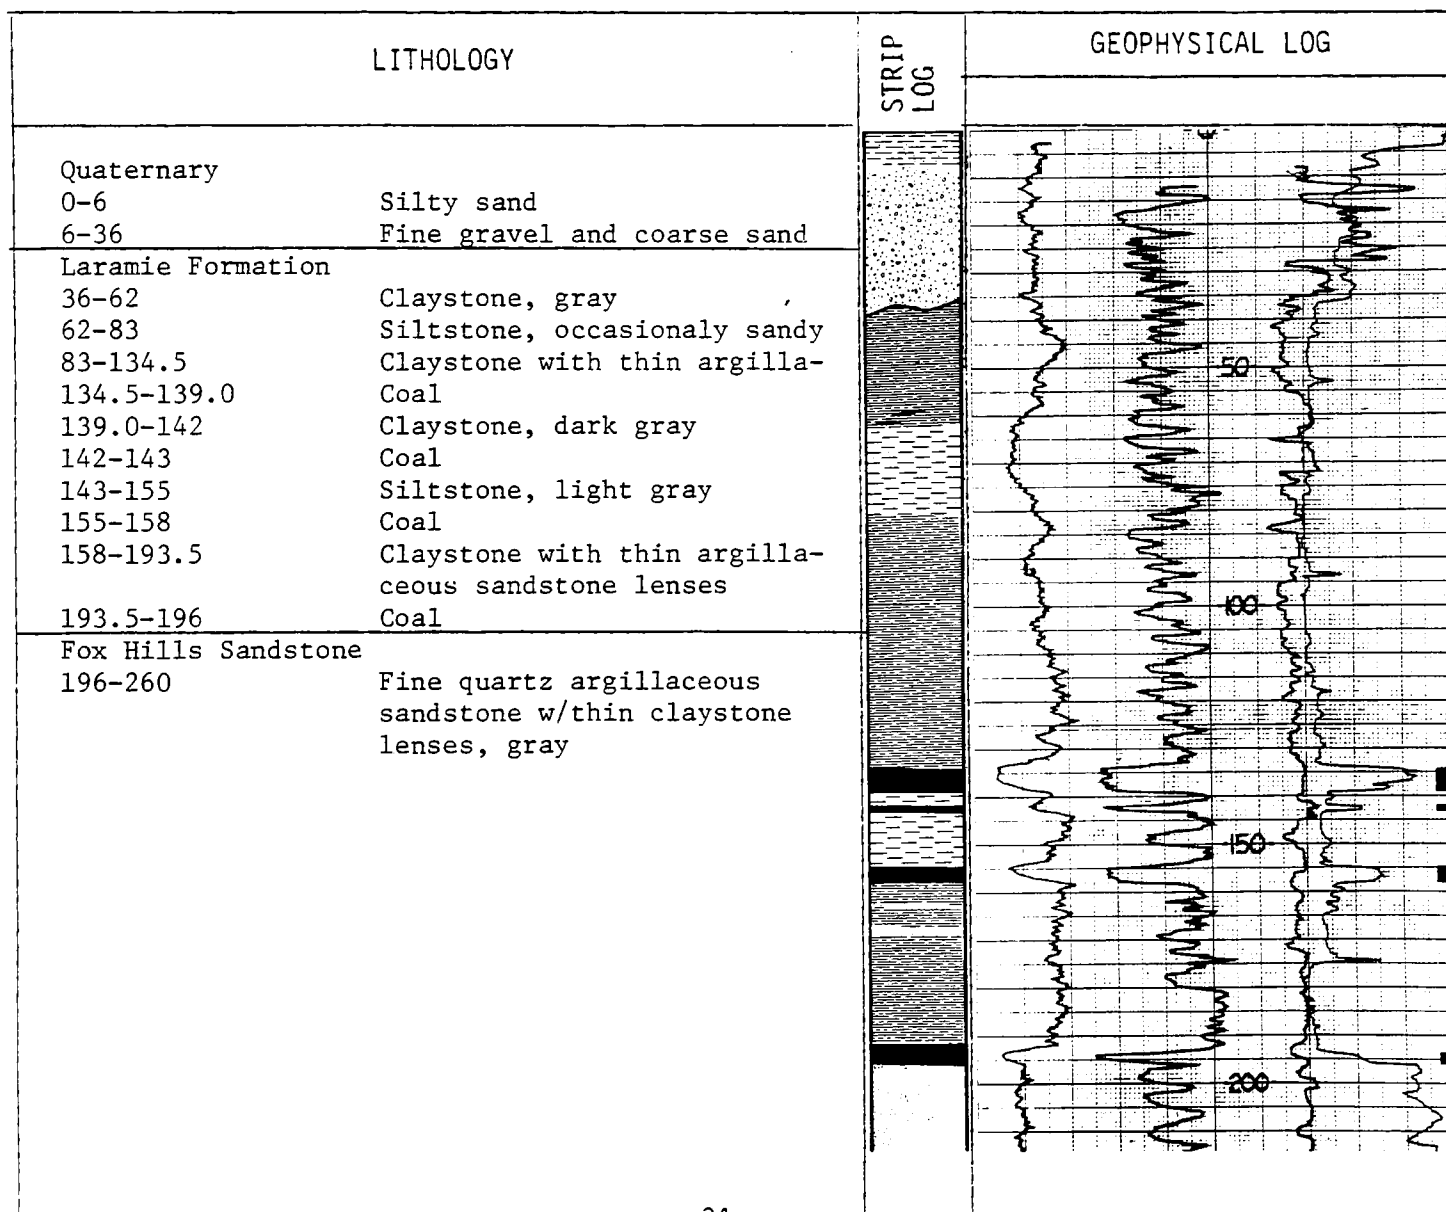 LITHOLOGY
STRIP LOG
GEOPHYSICAL LOG
Quaternary
0-6 Silty sand
6-36 Fine gravel and coarse sand
Laramie Formation
36-62 Claystone, gray
62-83 Siltstone, occasionaly sandy
83-134.5 Claystone with thin argilla-
134.5-139.0 Coal
139.0-142 Claystone, dark gray
142-143 Coal
143-155 Siltstone, light gray
155-158 Coal
158-193.5 Claystone with thin argilla-
ceous sandstone lenses
193.5-196 Coal
Fox Hills Sandstone
196-260 Fine quartz argillaceous
sandstone w/thin claystone
lenses, gray
50
100
150
200